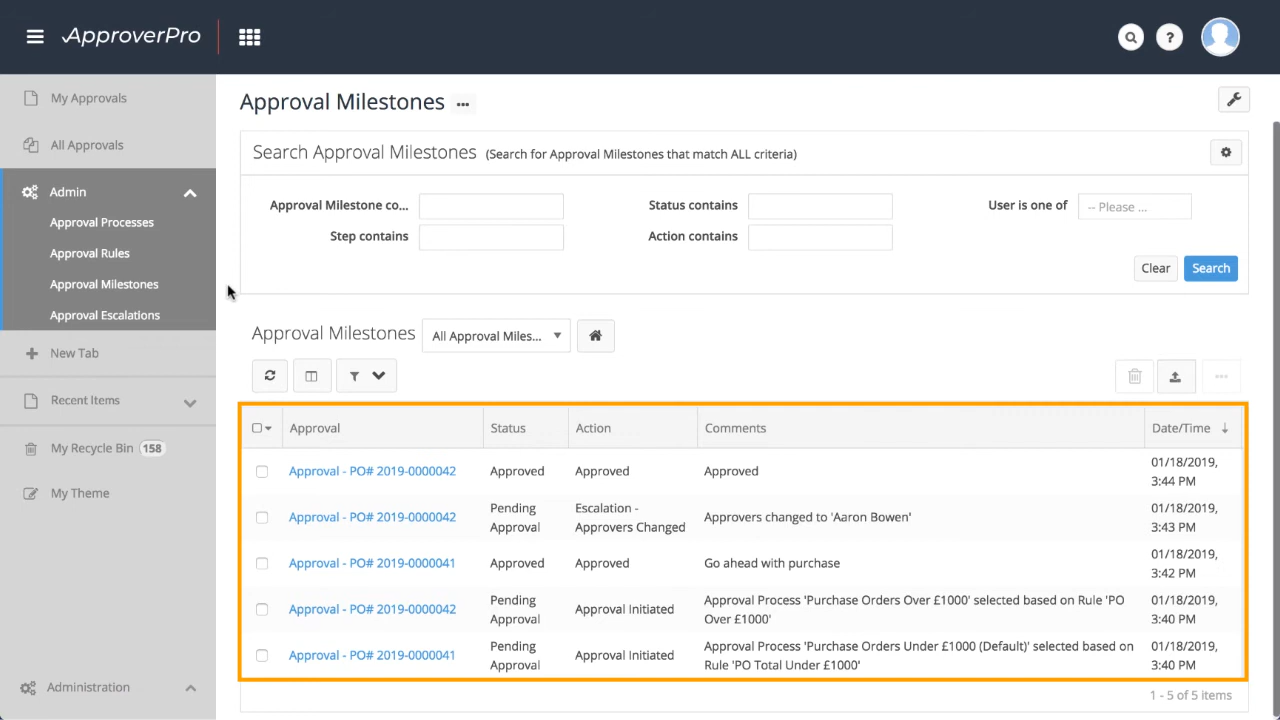 ApproverPro
?
My Approvals
All Approvals
Admin
Approval Processes
Approval Rules
Approval Milestones
Approval Escalations
New Tab
Recent Items
My Recycle Bin 158
My Theme
Administration
Approval Milestones ...
Search Approval Milestones (Search for Approval Milestones that match ALL criteria)
Approval Milestone co... Status contains User is one of -- Please ...
Step contains Action contains
Clear Search
Approval Milestones All Approval Miles...
...
Approval Status Action Comments Date/Time ↓
Approval - PO# 2019-0000042 Approved Approved Approved 01/18/2019,
3:44 PM
Approval - PO# 2019-0000042 Pending Escalation - Approvers changed to 'Aaron Bowen' 01/18/2019,
Approval Approvers Changed 3:43 PM
Approval - PO# 2019-0000041 Approved Approved Go ahead with purchase 01/18/2019,
3:42 PM
Approval - PO# 2019-0000042 Pending Approval Initiated Approval Process 'Purchase Orders Over £1000' selected based on Rule 'PO 01/18/2019,
Approval Over £1000' 3:40 PM
Approval - PO# 2019-0000041 Pending Approval Initiated Approval Process 'Purchase Orders Under £1000 (Default)' selected based on 01/18/2019,
Approval Rule 'PO Total Under £1000' 3:40 PM
1 - 5 of 5 items